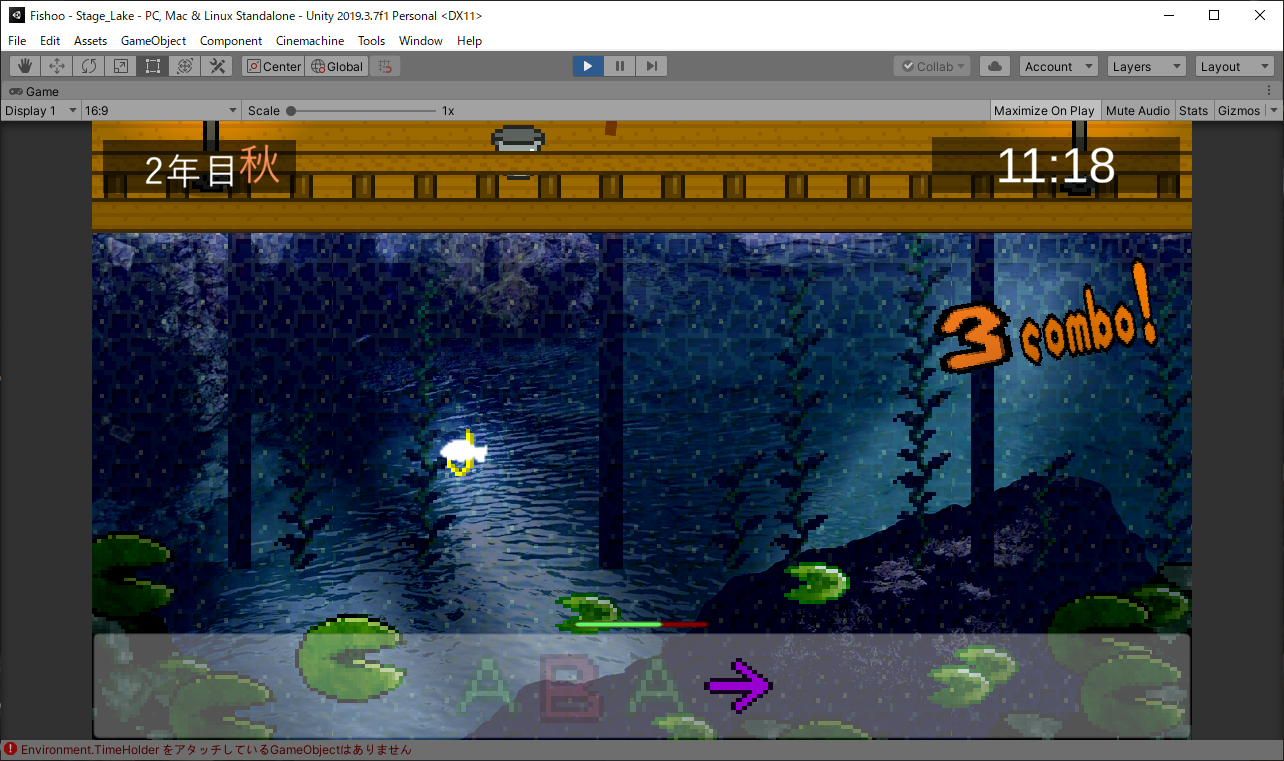 Fishoo - Stage_Lake - PC, Mac & Linux Standalone - Unity 2019.3.7f1 Personal <DX11>
File Edit Assets GameObject Component Cinemachine Tools Window Help
Center Global Collab Account Layers Layout
Game
Display 1 16:9 Scale 1x Maximize On Play Mute Audio Stats Gizmos
2年目秋 11:18
3 combo!
A B A
Environment.TimeHolder をアタッチしているGameObjectはありません